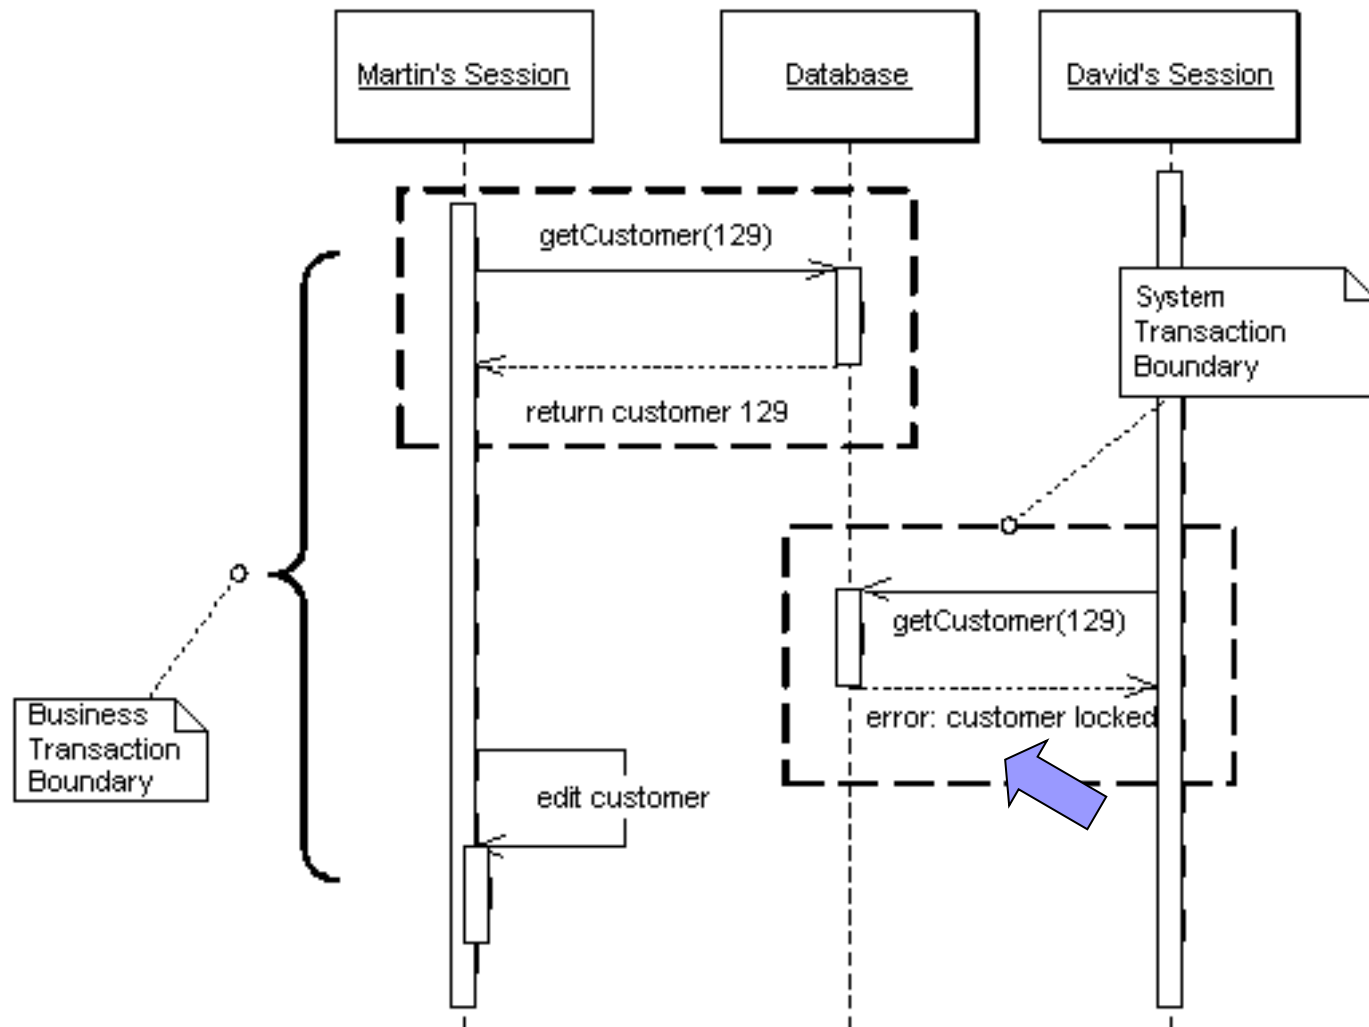 Martin's Session
Database
David's Session
getCustomer(129)
System
Transaction
Boundary
return customer 129
getCustomer(129)
Business
Transaction
Boundary
error: customer locked
edit customer